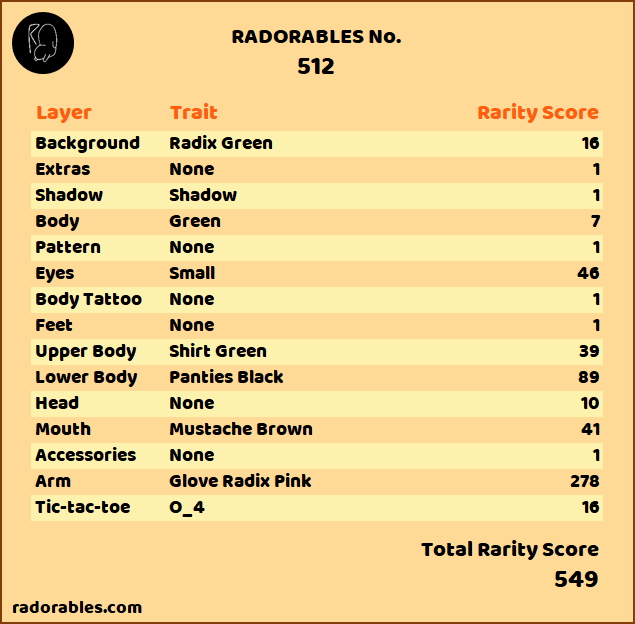 RADORABLES No.
512
Layer Trait Rarity Score
Background Radix Green 16
Extras None 1
Shadow Shadow 1
Body Green 7
Pattern None 1
Eyes Small 46
Body Tattoo None 1
Feet None 1
Upper Body Shirt Green 39
Lower Body Panties Black 89
Head None 10
Mouth Mustache Brown 41
Accessories None 1
Arm Glove Radix Pink 278
Tic-tac-toe O_4 16
Total Rarity Score
549
radorables.com